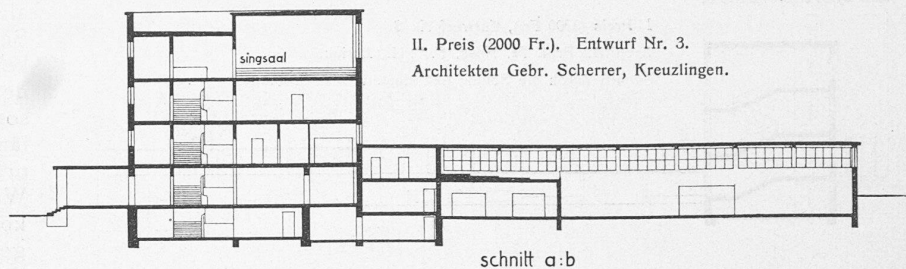 singsaal
II. Preis (2000 Fr.). Entwurf Nr. 3.
Architekten Gebr. Scherrer, Kreuzlingen.
schnitt a:b